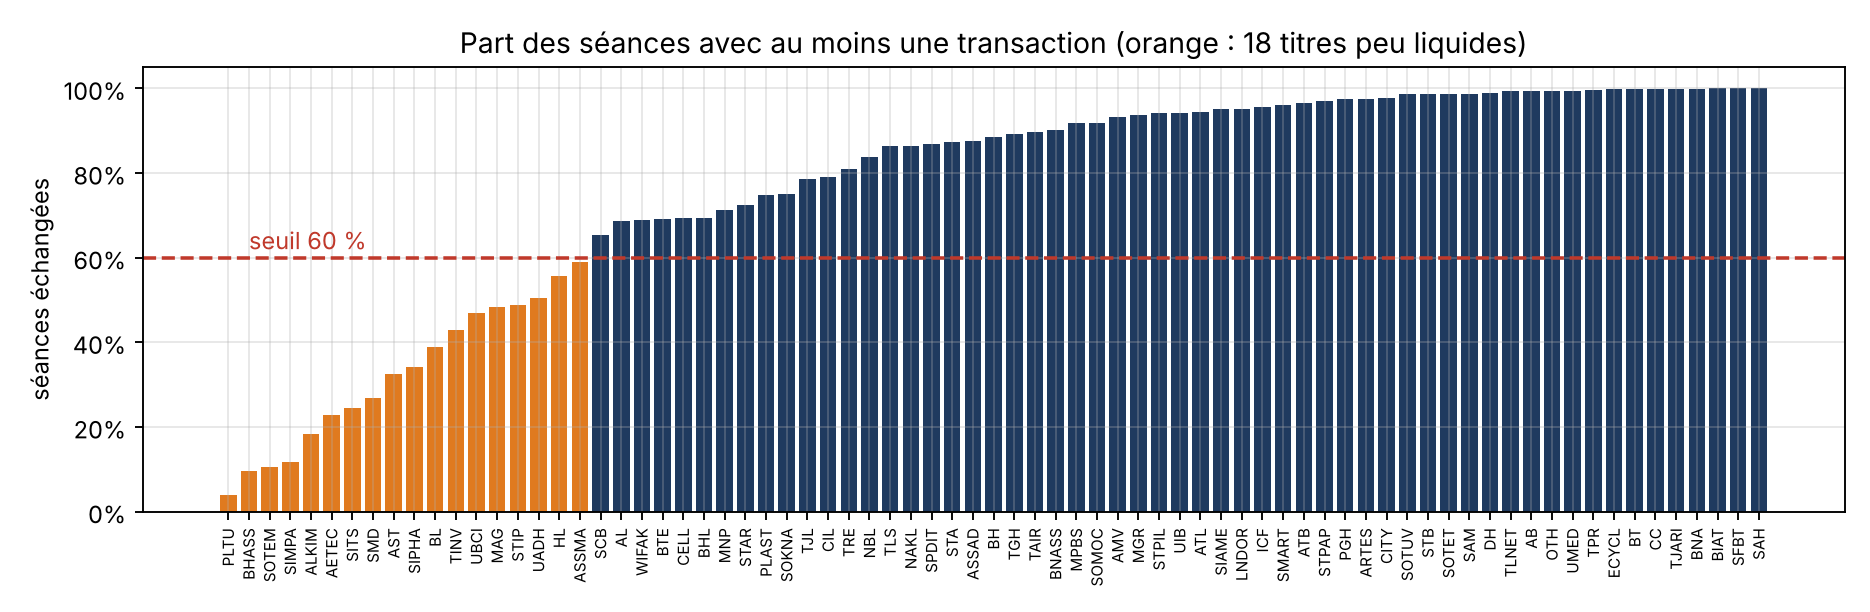 Part des séances avec au moins une transaction (orange : 18 titres peu liquides)
séances échangées
100%
80%
60%
40%
20%
0%
seuil 60 %
PLTU
BHASS
SOTEM
SIMPA
ALKIM
AETEC
SITS
SMD
AST
SIPHA
BL
TINV
UBCI
MAG
STIP
UADH
HL
ASSMA
SCB
AL
WIFAK
BTE
CELL
BHL
MNP
STAR
PLAST
SOKNA
TJL
CIL
TRE
NBL
TLS
NAKL
SPDIT
STA
ASSAD
BH
TGH
TAIR
BNASS
MPBS
SOMOC
AMV
MGR
STPIL
UIB
ATL
SIAME
LNDOR
ICF
SMART
ATB
STPAP
PGH
ARTES
CITY
SOTUV
STB
SOTET
SAM
DH
TLNET
AB
OTH
UMED
TPR
ECYCL
BT
CC
TJARI
BNA
BIAT
SFBT
SAH